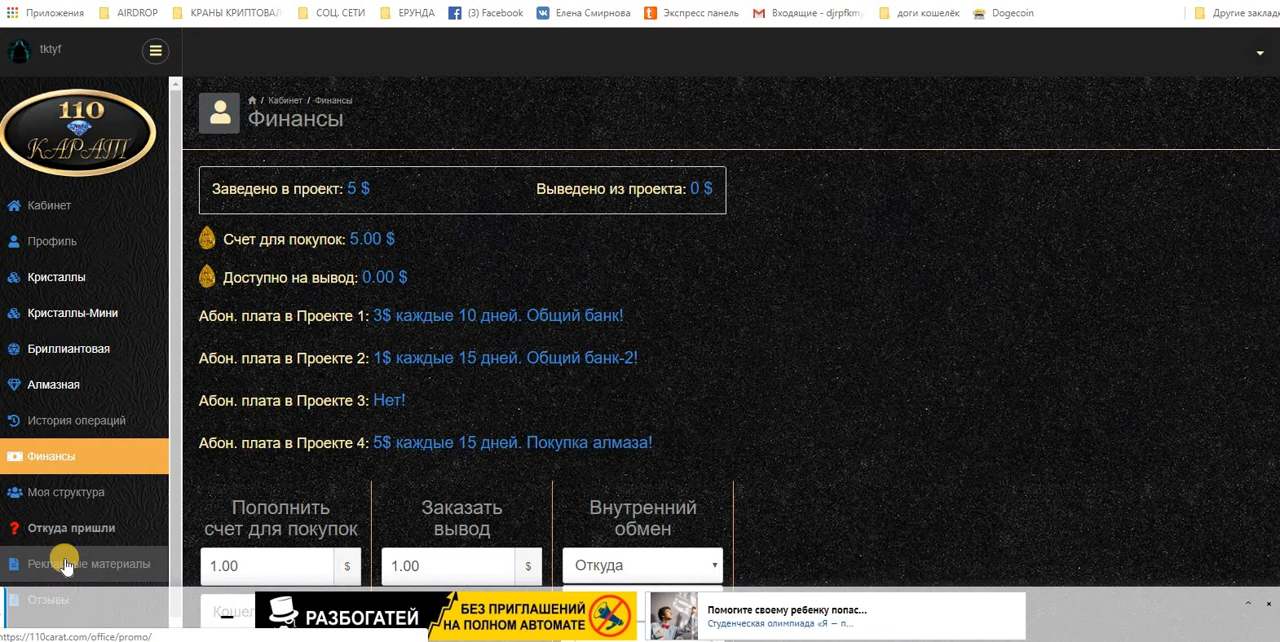 Приложения AIRDROP КРАНЫ КРИПТОВАЛ СОЦ. СЕТИ ЕРУНДА (3) Facebook Елена Смирнова Экспресс панель Входящие - djrpfkmy доги кошелёк Dogecoin Другие закладк
tktyf
110
КАРАТ
/ Кабинет / Финансы
Финансы
Заведено в проект: 5 $ Выведено из проекта: 0 $
Счет для покупок: 5.00 $
Доступно на вывод: 0.00 $
Абон. плата в Проекте 1: 3$ каждые 10 дней. Общий банк!
Абон. плата в Проекте 2: 1$ каждые 15 дней. Общий банк-2!
Абон. плата в Проекте 3: Нет!
Абон. плата в Проекте 4: 5$ каждые 15 дней. Покупка алмаза!
Кабинет
Профиль
Кристаллы
Кристаллы-Мини
Бриллиантовая
Алмазная
История операций
Финансы
Моя структура
? Откуда пришли
материалы
Отзывы
Пополнить
счет для покупок
Заказать
вывод
Внутренний
обмен
1.00 $ 1.00 $ Откуда
РАЗБОГАТЕЙ
БЕЗ ПРИГЛАШЕНИЙ
НА ПОЛНОМ АВТОМАТЕ
Помогите своему ребенку попас...
Студенческая олимпиада «Я – п...
https://110carat.com/office/promo/